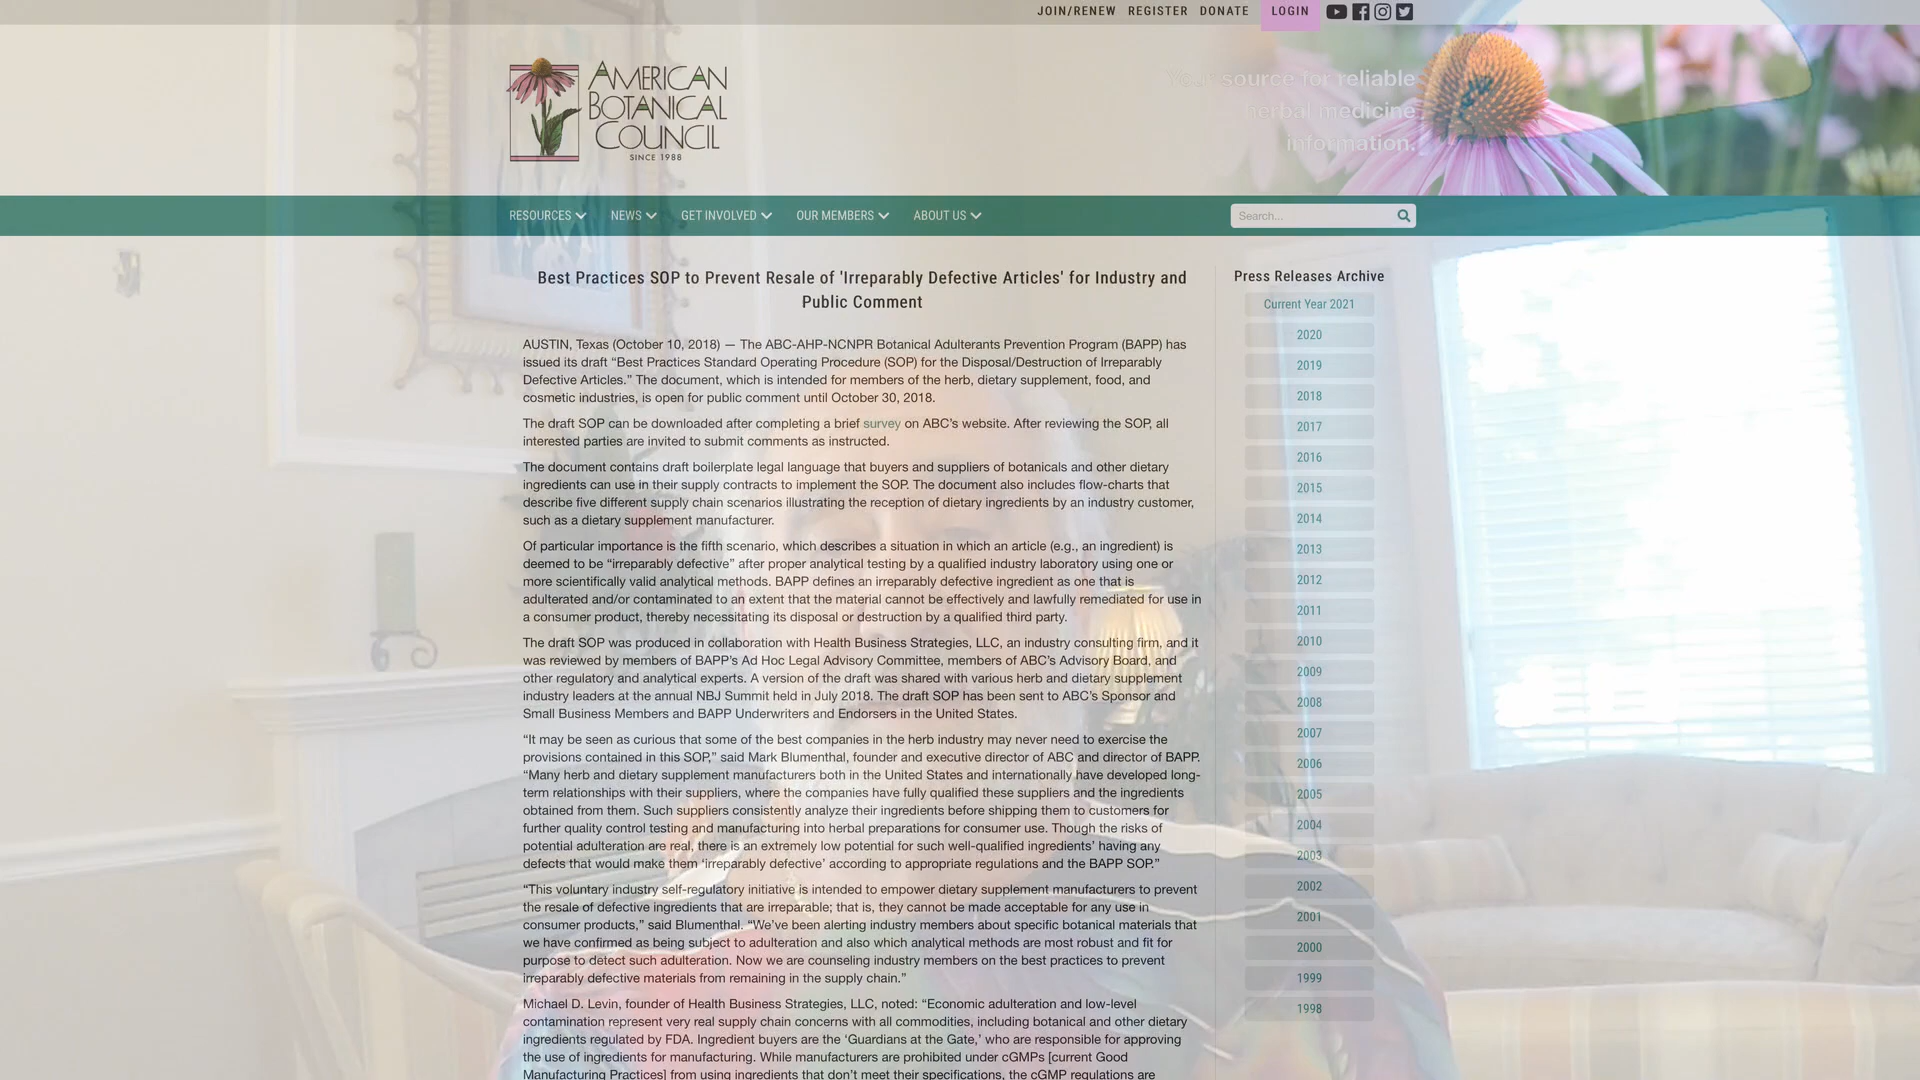 JOIN/RENEW REGISTER DONATE LOGIN
Your source for reliable
herbal medicine
information.
AMERICAN
BOTANICAL
COUNCIL
SINCE 1988
RESOURCES NEWS GET INVOLVED OUR MEMBERS ABOUT US Search...
Best Practices SOP to Prevent Resale of 'Irreparably Defective Articles' for Industry and
Public Comment
AUSTIN, Texas (October 10, 2018) — The ABC-AHP-NCNPR Botanical Adulterants Prevention Program (BAPP) has
issued its draft “Best Practices Standard Operating Procedure (SOP) for the Disposal/Destruction of Irreparably
Defective Articles.” The document, which is intended for members of the herb, dietary supplement, food, and
cosmetic industries, is open for public comment until October 30, 2018.
The draft SOP can be downloaded after completing a brief survey on ABC’s website. After reviewing the SOP, all
interested parties are invited to submit comments as instructed.
The document contains draft boilerplate legal language that buyers and suppliers of botanicals and other dietary
ingredients can use in their supply contracts to implement the SOP. The document also includes flow-charts that
describe five different supply chain scenarios illustrating the reception of dietary ingredients by an industry customer,
such as a dietary supplement manufacturer.
Of particular importance is the fifth scenario, which describes a situation in which an article (e.g., an ingredient) is
deemed to be “irreparably defective” after proper analytical testing by a qualified industry laboratory using one or
more scientifically valid analytical methods. BAPP defines an irreparably defective ingredient as one that is
adulterated and/or contaminated to an extent that the material cannot be effectively and lawfully remediated for use in
a consumer product, thereby necessitating its disposal or destruction by a qualified third party.
The draft SOP was produced in collaboration with Health Business Strategies, LLC, an industry consulting firm, and it
was reviewed by members of BAPP’s Ad Hoc Legal Advisory Committee, members of ABC’s Advisory Board, and
other regulatory and analytical experts. A version of the draft was shared with various herb and dietary supplement
industry leaders at the annual NBJ Summit held in July 2018. The draft SOP has been sent to ABC’s Sponsor and
Small Business Members and BAPP Underwriters and Endorsers in the United States.
“It may be seen as curious that some of the best companies in the herb industry may never need to exercise the
provisions contained in this SOP,” said Mark Blumenthal, founder and executive director of ABC and director of BAPP.
“Many herb and dietary supplement manufacturers both in the United States and internationally have developed long-
term relationships with their suppliers, where the companies have fully qualified these suppliers and the ingredients
obtained from them. Such suppliers consistently analyze their ingredients before shipping them to customers for
further quality control testing and manufacturing into herbal preparations for consumer use. Though the risks of
potential adulteration are real, there is an extremely low potential for such well-qualified ingredients’ having any
defects that would make them ‘irreparably defective’ according to appropriate regulations and the BAPP SOP.”
“This voluntary industry self-regulatory initiative is intended to empower dietary supplement manufacturers to prevent
the resale of defective ingredients that are irreparable; that is, they cannot be made acceptable for any use in
consumer products,” said Blumenthal. “We’ve been alerting industry members about specific botanical materials that
we have confirmed as being subject to adulteration and also which analytical methods are most robust and fit for
purpose to detect such adulteration. Now we are counseling industry members on the best practices to prevent
irreparably defective materials from remaining in the supply chain.”
Michael D. Levin, founder of Health Business Strategies, LLC, noted: “Economic adulteration and low-level
contamination represent very real supply chain concerns with all commodities, including botanical and other dietary
ingredients regulated by FDA. Ingredient buyers are the ‘Guardians at the Gate,’ who are responsible for approving
the use of ingredients for manufacturing. While manufacturers are prohibited under cGMPs [current Good
Manufacturing Practices] from using ingredients that don’t meet their specifications, the cGMP regulations are
Press Releases Archive
Current Year 2021
2020
2019
2018
2017
2016
2015
2014
2013
2012
2011
2010
2009
2008
2007
2006
2005
2004
2003
2002
2001
2000
1999
1998